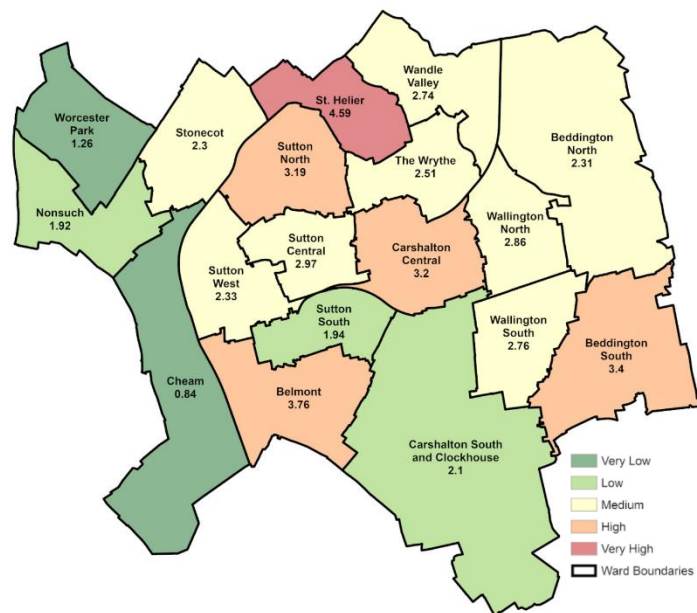 Worcester
Park
1.26
Stonecot
2.3
St. Helier
4.59
Wandle
Valley
2.74
Beddington
North
2.31
Nonsuch
1.92
Sutton
North
3.19
The Wrythe
2.51
Sutton
West
2.33
Sutton
Central
2.97
Carshalton
Central
3.2
Wallington
North
2.86
Cheam
0.84
Sutton
South
1.94
Wallington
South
2.76
Beddington
South
3.4
Belmont
3.76
Carshalton South
and Clockhouse
2.1
Very Low
Low
Medium
High
Very High
Ward Boundaries